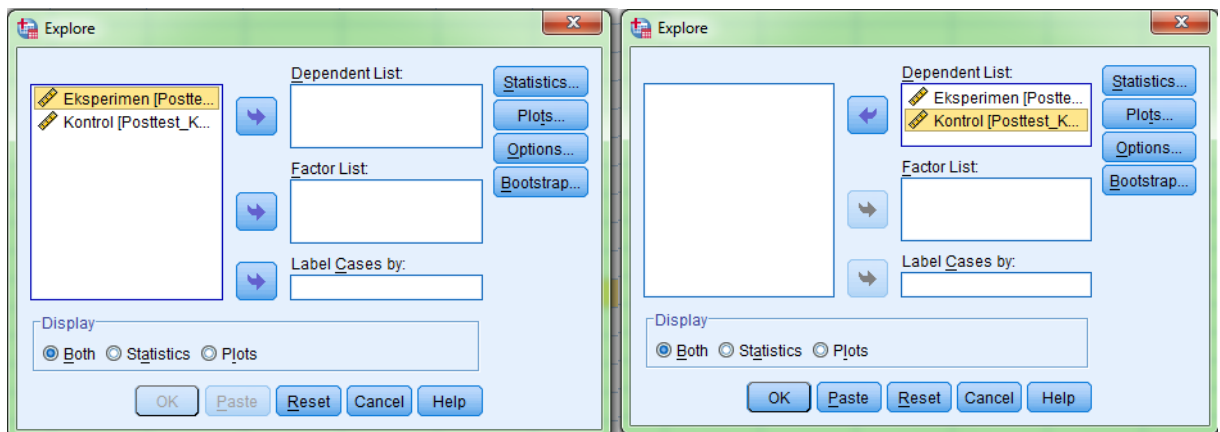 Explore
Dependent List:
Eksperimen [Postte...
Kontrol [Posttest_K...
Statistics...
Plots...
Options...
Bootstrap...
Factor List:
Label Cases by:
Display
Both Statistics Plots
OK Paste Reset Cancel Help
Explore
Dependent List:
Eksperimen [Postte...
Kontrol [Posttest_K...
Statistics...
Plots...
Options...
Bootstrap...
Factor List:
Label Cases by:
Display
Both Statistics Plots
OK Paste Reset Cancel Help